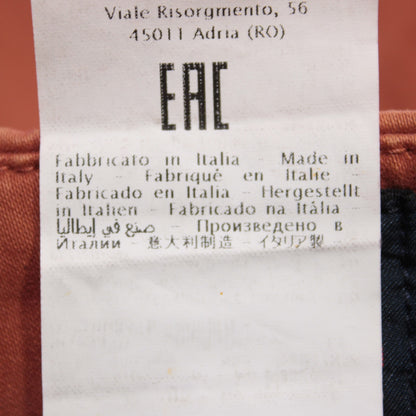 Viale Risorgmento, 56
45011 Adria (RO)
EAC
Fabbricato in Italia - Made in
Italy - Fabriqué en Italie -
Fabricado en Italia - Hergestellt
in Italien - Fabricado na Itália -
صنع في إيطاليا - Произведено в
Италии - 意大利制造 - イタリア製